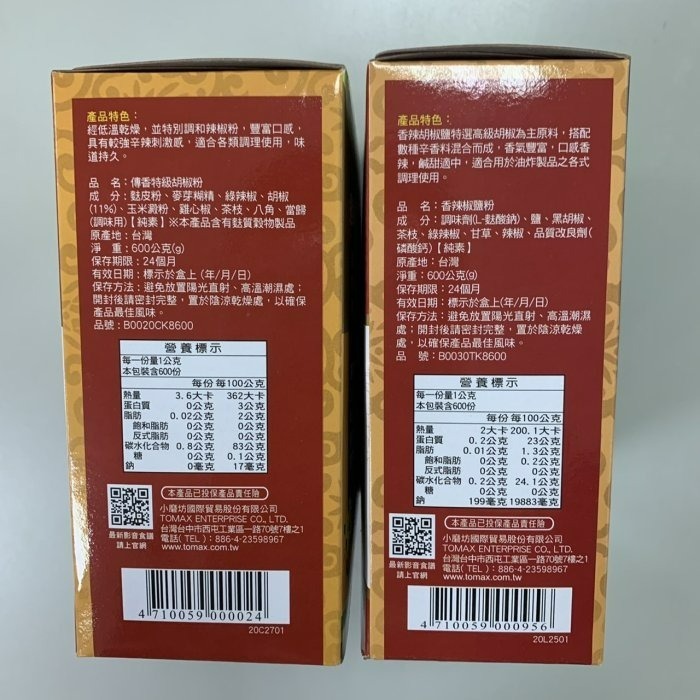 產品特色：
經低溫乾燥，並特別調和辣椒粉，豐富口感，
具有較強辛辣刺激感，適合各類調理使用，味
道持久。
品　名：傳香特級胡椒粉
成　分：麩皮粉、麥芽糊精、綠辣椒、胡椒
(11%)、玉米澱粉、雞心椒、茶枝、八角、當歸
(調味用)【純素】※本產品含有麩質穀物製品
原產地：台灣
淨　重：600公克(g)
保存期限：24個月
有效日期：標示於盒上 (年/月/日)
保存方法：避免放置陽光直射、高溫潮濕處；
開封後請密封完整，置於陰涼乾燥處，以確保
產品最佳風味。
品號：B0020CK8600
營養標示
每一份量1公克
本包裝含600份
每份 每100公克
熱量 3.6大卡 362大卡
蛋白質 0公克 3公克
脂肪 0.02公克 2公克
飽和脂肪 0公克 0公克
反式脂肪 0公克 0公克
碳水化合物 0.8公克 83公克
糖 0公克 0.1公克
鈉 0毫克 17毫克
本產品已投保產品責任險
小磨坊國際貿易股份有限公司
TOMAX ENTERPRISE CO., LTD.
台灣台中市西屯工業區一路70號7樓之1
電話( TEL )：886-4-23598967
www.tomax.com.tw
最新影音食譜
請上官網
4 710059 000024
20C2701
產品特色：
香辣胡椒鹽特選高級胡椒為主原料，搭配
數種辛香料混合而成，香氣豐富，口感香
辣，鹹甜適中，適合用於油炸製品之各式
調理使用。
品　名：香辣椒鹽粉
成　分：調味劑(L-麩酸鈉)、鹽、黑胡椒、
茶枝、綠辣椒、甘草、辣椒、品質改良劑(
磷酸鈣)【純素】
原產地：台灣
淨重：600公克(g)
保存期限：24個月
有效日期：標示於盒上(年/月/日)
保存方法：避免放置陽光直射、高溫潮濕
處；開封後請密封完整，置於陰涼乾燥
處，以確保產品最佳風味。
品　號：B0030TK8600
營養標示
每一份量1公克
本包裝含600份
每份 每100公克
熱量 2大卡 200.1大卡
蛋白質 0.2公克 23公克
脂肪 0.01公克 1.3公克
飽和脂肪 0公克 0.2公克
反式脂肪 0公克 0公克
碳水化合物 0.2公克 24.1公克
糖 0公克 0公克
鈉 199毫克 19883毫克
本產品已投保產品責任險
小磨坊國際貿易股份有限公司
TOMAX ENTERPRISE CO., LTD.
台灣台中市西屯工業區一路70號7樓之1
電話( TEL )：886-4-23598967
www.tomax.com.tw
最新影音食譜
請上官網
4 710059 000956
20L2501